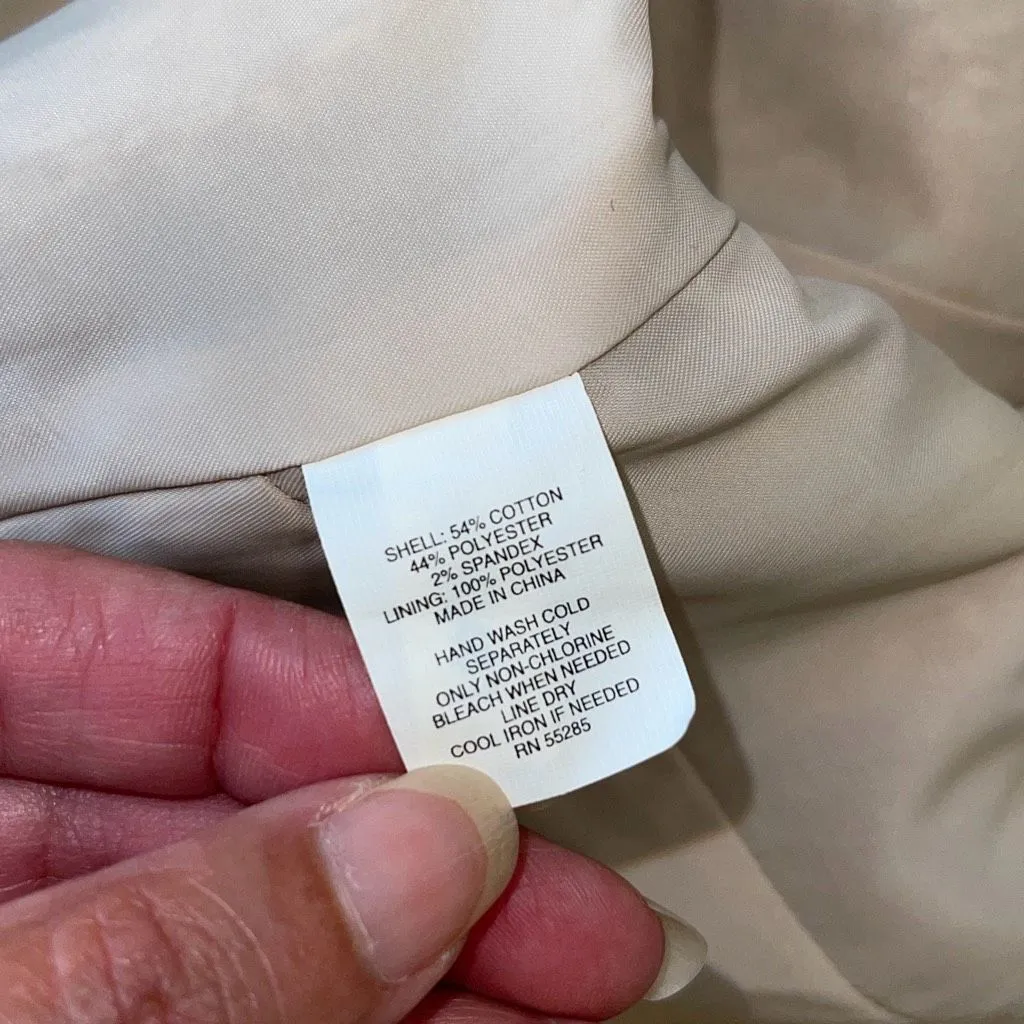 SHELL: 54% COTTON
44% POLYESTER
2% SPANDEX
LINING: 100% POLYESTER
MADE IN CHINA
HAND WASH COLD
SEPARATELY
ONLY NON-CHLORINE
BLEACH WHEN NEEDED
LINE DRY
COOL IRON IF NEEDED
RN 55285